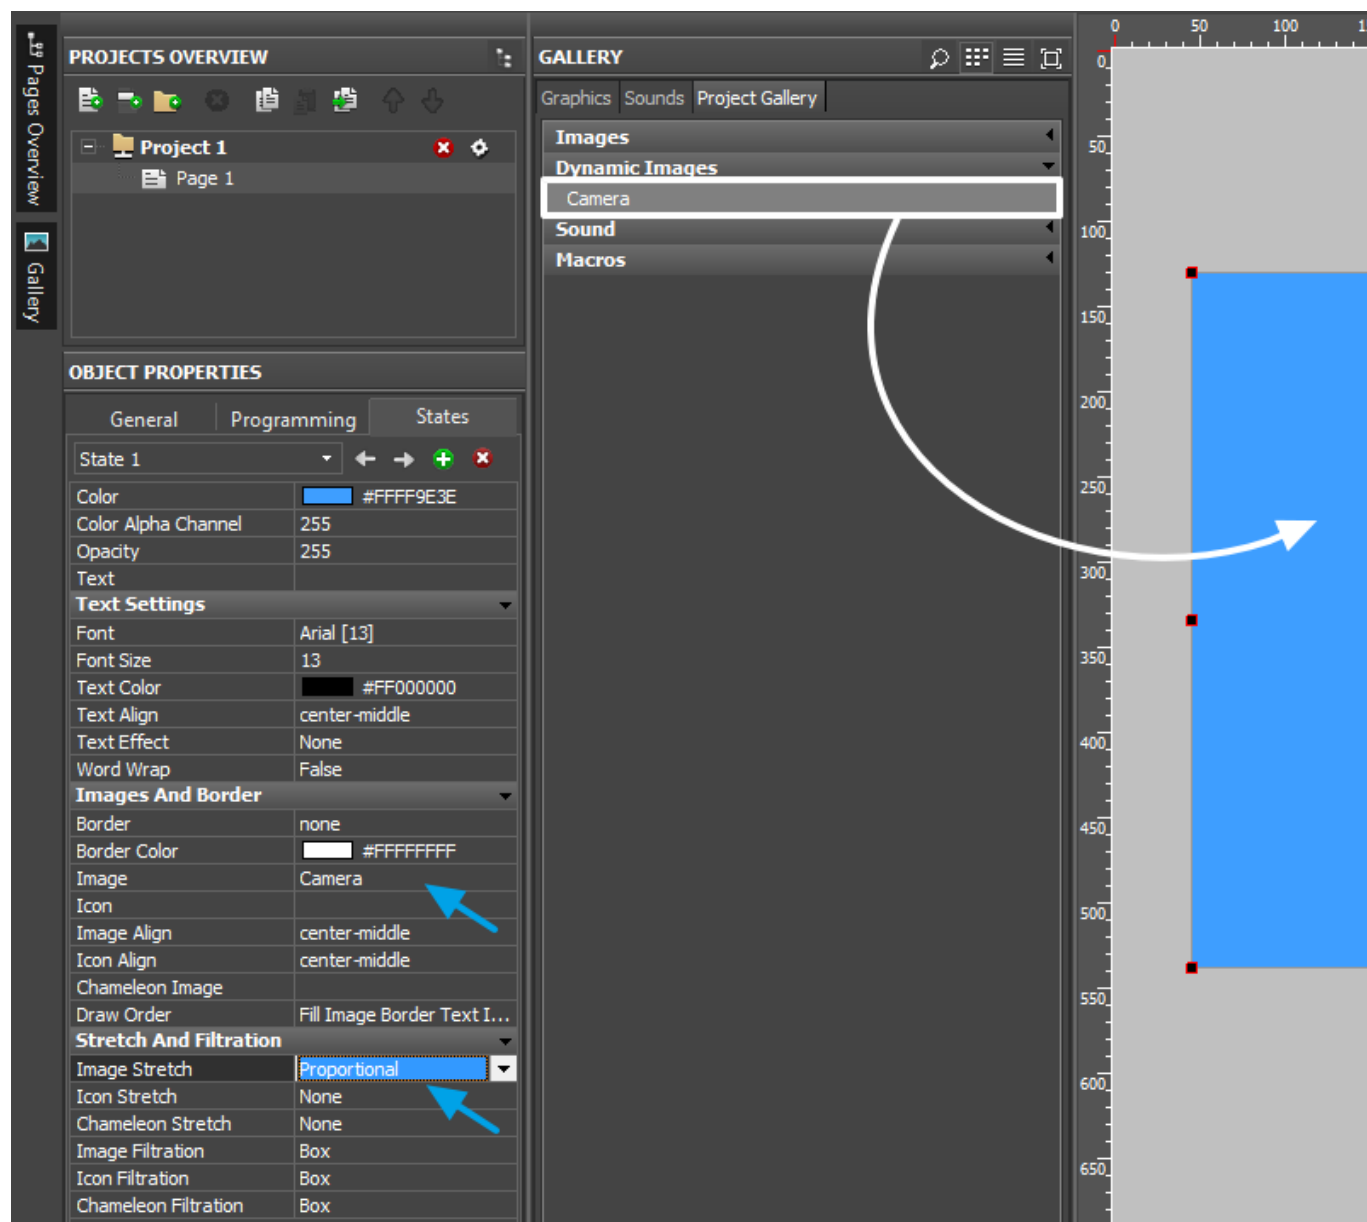 Pages Overview
Gallery
PROJECTS OVERVIEW
Project 1
Page 1
OBJECT PROPERTIES
General Programming States
State 1
Color #FFFF9E3E
Color Alpha Channel 255
Opacity 255
Text
Text Settings
Font Arial [13]
Font Size 13
Text Color #FF000000
Text Align center-middle
Text Effect None
Word Wrap False
Images And Border
Border none
Border Color #FFFFFFFF
Image Camera
Icon
Image Align center-middle
Icon Align center-middle
Chameleon Image
Draw Order Fill Image Border Text I...
Stretch And Filtration
Image Stretch Proportional
Icon Stretch None
Chameleon Stretch None
Image Filtration Box
Icon Filtration Box
Chameleon Filtration Box
GALLERY
Graphics Sounds Project Gallery
Images
Dynamic Images
Camera
Sound
Macros
0 50 100 1
0
50
100
150
200
250
300
350
400
450
500
550
600
650